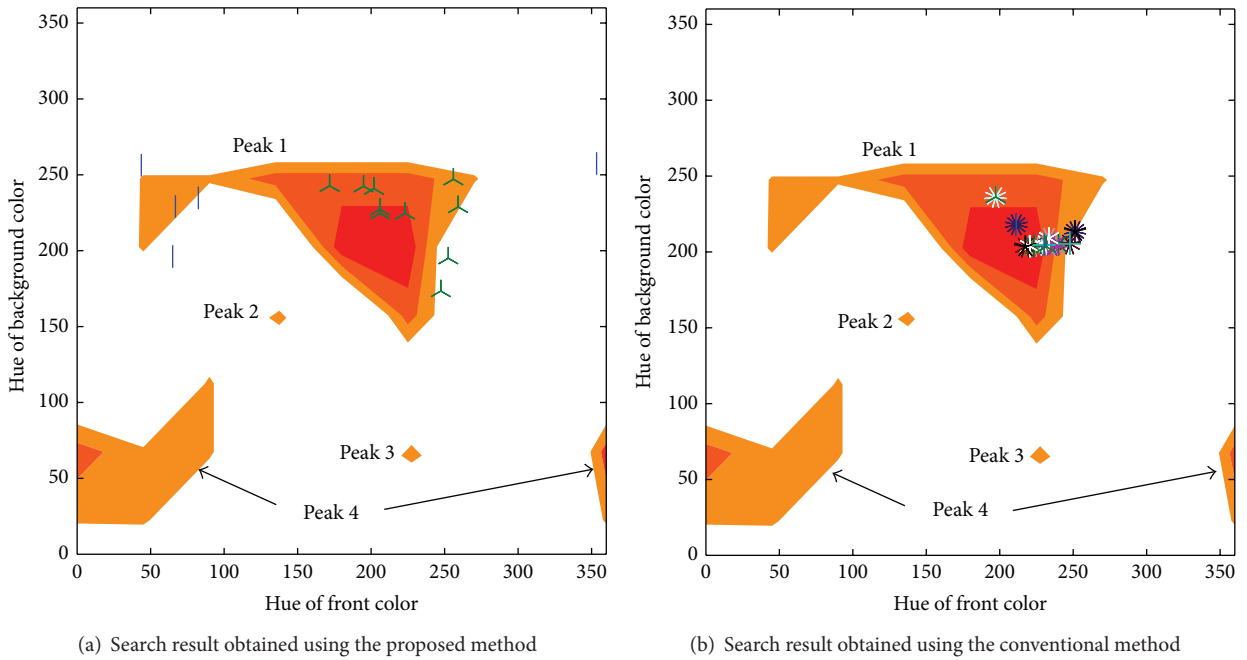 360
350
300
250
200
150
100
50
0
Hue of background color
Peak 1
Peak 2
Peak 3
Peak 4
0 50 100 150 200 250 300 350
Hue of front color
(a) Search result obtained using the proposed method
350
300
250
200
150
100
50
0
Hue of background color
Peak 1
Peak 2
Peak 3
Peak 4
0 50 100 150 200 250 300 350
Hue of front color
(b) Search result obtained using the conventional method